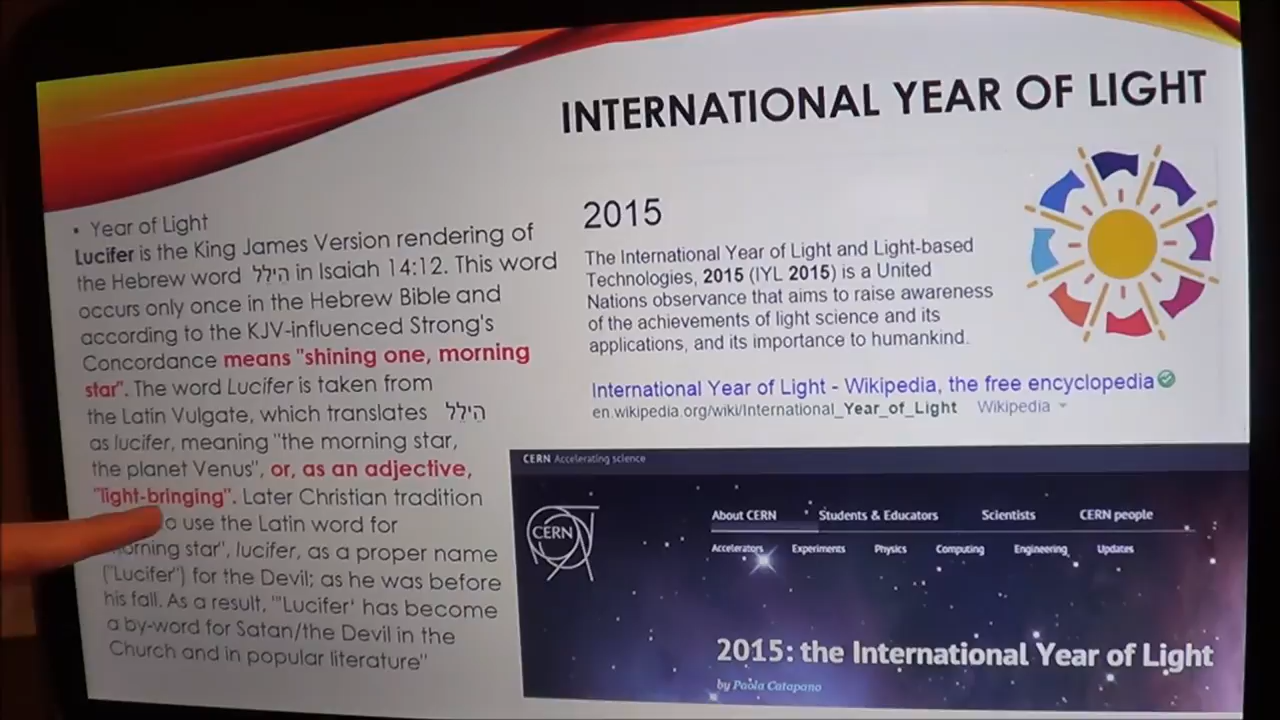 INTERNATIONAL YEAR OF LIGHT
• Year of Light
Lucifer is the King James Version rendering of
the Hebrew word הֵילֵל in Isaiah 14:12. This word
occurs only once in the Hebrew Bible and
according to the KJV-influenced Strong's
Concordance means "shining one, morning
star". The word Lucifer is taken from
the Latin Vulgate, which translates הֵילֵל
as lucifer, meaning "the morning star,
the planet Venus", or, as an adjective,
"light-bringing". Later Christian tradition
o use the Latin word for
orning star", lucifer, as a proper name
("Lucifer") for the Devil; as he was before
his fall. As a result, "'Lucifer' has become
a by-word for Satan/the Devil in the
Church and in popular literature"
2015
The International Year of Light and Light-based
Technologies, 2015 (IYL 2015) is a United
Nations observance that aims to raise awareness
of the achievements of light science and its
applications, and its importance to humankind.
International Year of Light - Wikipedia, the free encyclopedia
en.wikipedia.org/wiki/International_Year_of_Light Wikipedia
CERN Accelerating science
CERN
About CERN Students & Educators Scientists CERN people
Accelerators Experiments Physics Computing Engineering Updates
2015: the International Year of Light
by Paola Catapano